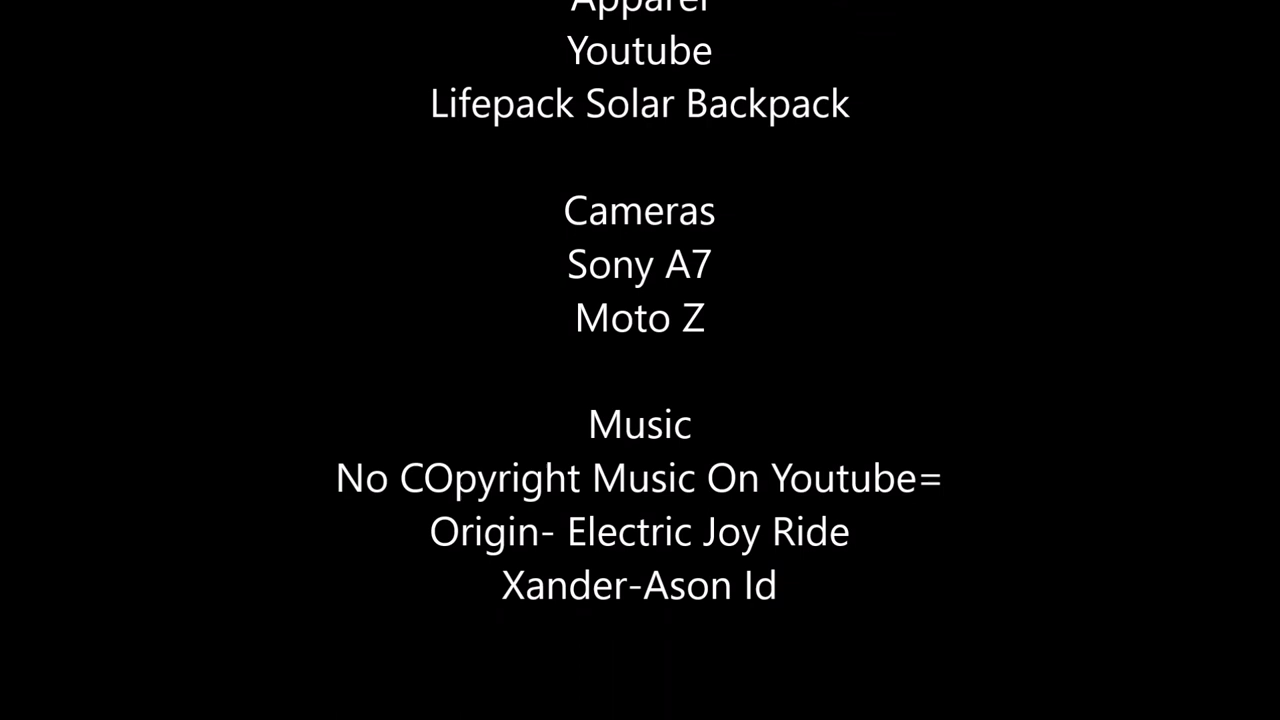 Apparel
Youtube
Lifepack Solar Backpack
Cameras
Sony A7
Moto Z
Music
No COpyright Music On Youtube=
Origin- Electric Joy Ride
Xander-Ason Id